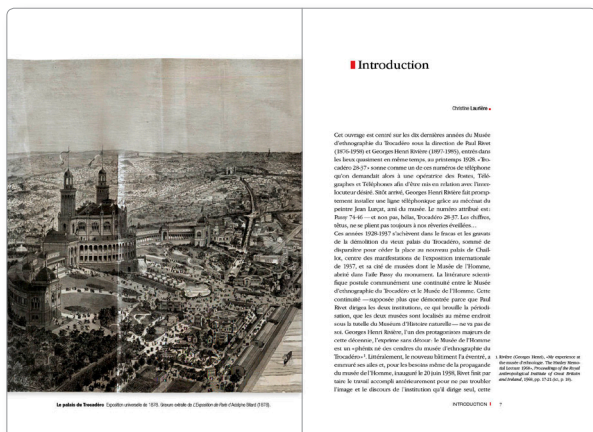 Le palais du Trocadéro Exposition universelle de 1878. Gravure extraite de L'Exposition de Paris d'Adolphe Bitard (1878).
Introduction
Christine Laurière
Cet ouvrage est centré sur les dix dernières années du Musée
d'ethnographie du Trocadéro sous la direction de Paul Rivet
(1876-1958) et Georges Henri Rivière (1897-1985), entrés dans
les lieux quasiment en même temps, au printemps 1928. «Tro-
cadéro 28-37» sonne comme un de ces numéros de téléphone
qu'on demandait alors à une opératrice des Postes, Télé-
graphes et Téléphones afin d'être mis en relation avec l'inter-
locuteur désiré. Sitôt arrivé, Georges Henri Rivière fait promp-
tement installer une ligne téléphonique grâce au mécénat du
peintre Jean Lurçat, ami du musée. Le numéro attribué est:
Passy 74-46 — et non pas, hélas, Trocadéro 28-37. Les chiffres,
têtus, ne se plient pas toujours à nos rêveries éveillées…
Ces années 1928-1937 s'achèvent dans le fracas et les gravats
de la démolition du vieux palais du Trocadéro, sommé de
disparaître pour céder la place au nouveau palais de Chail-
lot, centre des manifestations de l'exposition internationale
de 1937, et sa cité de musées dont le Musée de l'Homme,
abrité dans l'aile Passy du monument. La littérature scienti-
fique postule communément une continuité entre le Musée
d'ethnographie du Trocadéro et le Musée de l'Homme. Cette
continuité — supposée plus que démontrée parce que Paul
Rivet dirigea les deux institutions, ce qui brouille la périodi-
sation, que les deux musées sont localisés au même endroit
sous la tutelle du Muséum d'Histoire naturelle — ne va pas de
soi. Georges Henri Rivière, l'un des protagonistes majeurs de
cette décennie, l'exprime sans détour: le Musée de l'Homme
est un «phénix né des cendres du musée d'ethnographie du
Trocadéro»¹. Littéralement, le nouveau bâtiment l'a éventré, a
emmuré ses ailes et, pour les besoins même de la propagande
du musée de l'Homme, inauguré le 20 juin 1938, Rivet finit par
taire le travail accompli antérieurement pour ne pas troubler
l'image et le discours de l'institution qu'il dirige seul, cette
1 Rivière (Georges Henri), «My experience at
the musée d'ethnologie. The Huxley Memo-
rial Lecture 1968», Proceedings of the Royal
Anthropological Institute of Great Britain
and Ireland, 1968, pp. 17-21 (ici, p. 18).
INTRODUCTION 7